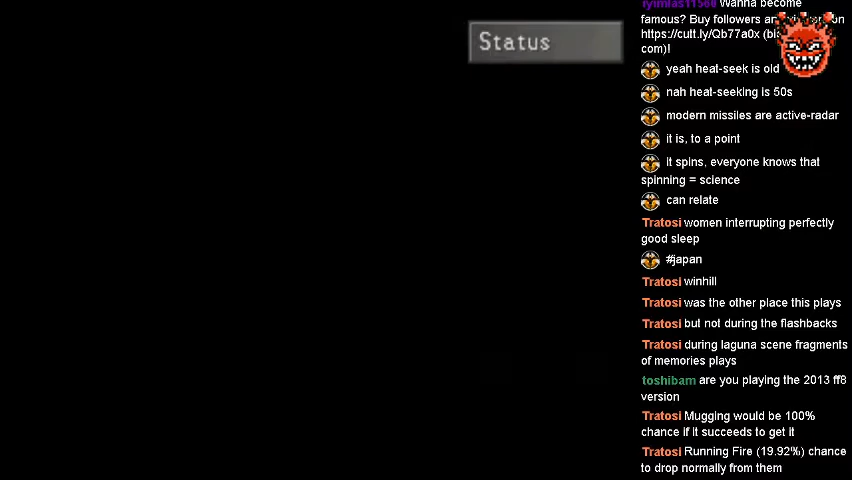 Status
famous? Buy followers an
https://cutt.ly/Qb77a0x
com)!
yeah heat-seek is old
nah heat-seeking is 50s
modern missiles are active-radar
it is, to a point
it spins, everyone knows that
spinning = science
can relate
Tratosi women interrupting perfectly
good sleep
#japan
Tratosi winhill
Tratosi was the other place this plays
Tratosi but not during the flashbacks
Tratosi during laguna scene fragments
of memories plays
toshibam are you playing the 2013 ff8
version
Tratosi Mugging would be 100%
chance if it succeeds to get it
Tratosi Running Fire (19.92%) chance
to drop normally from them